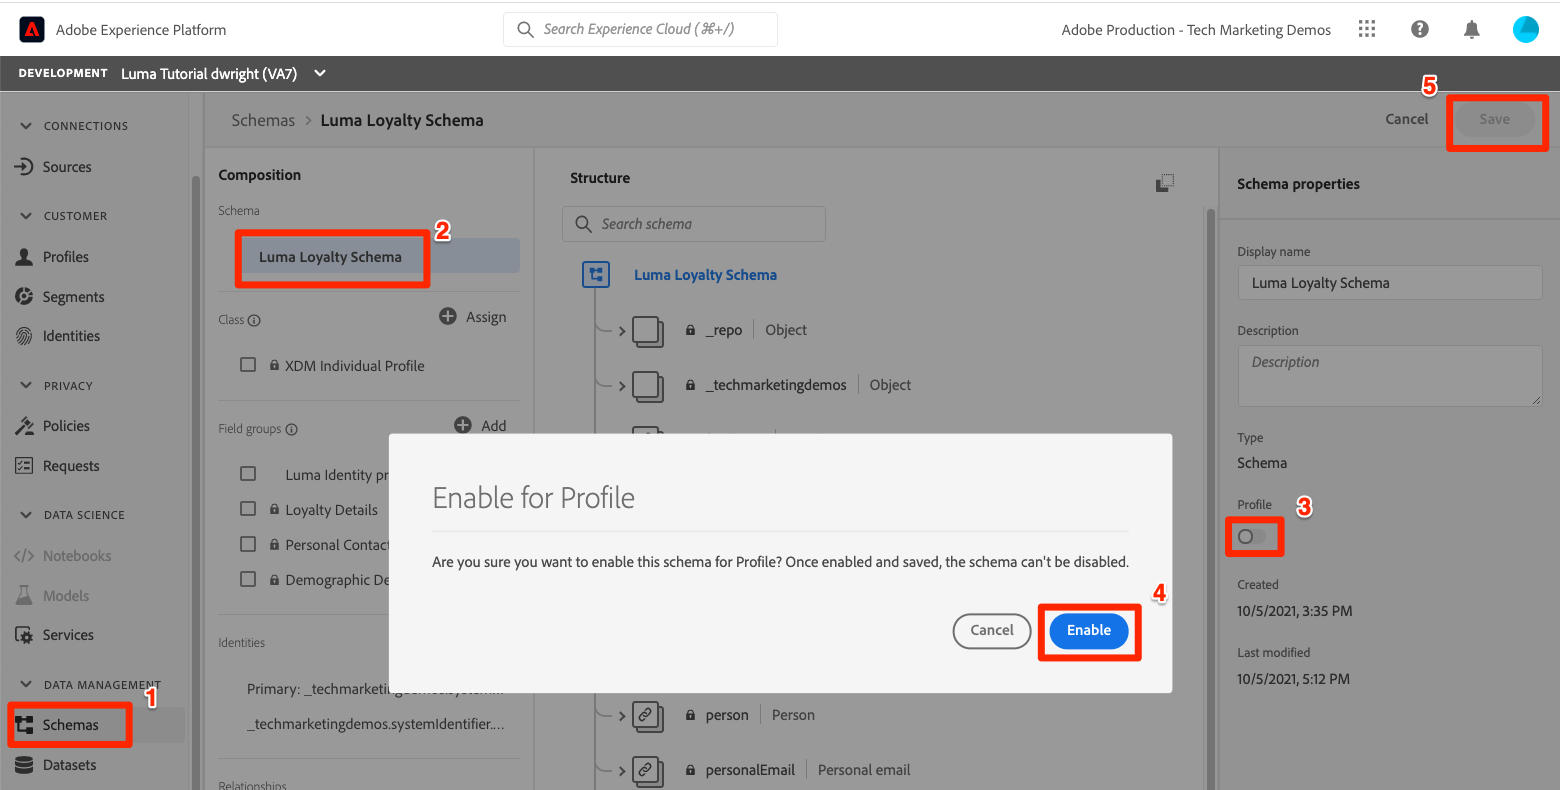 Adobe Experience Platform
Search Experience Cloud (⌘+/)
Adobe Production - Tech Marketing Demos
DEVELOPMENT Luma Tutorial dwright (VA7)
5
CONNECTIONS
Sources
CUSTOMER
Profiles
Segments
Identities
PRIVACY
Policies
Requests
DATA SCIENCE
Notebooks
Models
Services
DATA MANAGEMENT
1
Schemas
Datasets
Schemas > Luma Loyalty Schema
Cancel
Save
Composition
Schema
2
Luma Loyalty Schema
Class
Assign
XDM Individual Profile
Field groups
Add
Luma Identity pr
Loyalty Details
Personal Contac
Demographic De
Identities
Primary: _techmarketingdemos.system...
_techmarketingdemos.systemIdentifier....
Relationships
Structure
Search schema
Luma Loyalty Schema
_repo | Object
_techmarketingdemos | Object
person | Person
personalEmail | Personal email
Enable for Profile
Are you sure you want to enable this schema for Profile? Once enabled and saved, the schema can't be disabled.
4
Cancel
Enable
Schema properties
Display name
Luma Loyalty Schema
Description
Description
Type
Schema
Profile
3
Created
10/5/2021, 3:35 PM
Last modified
10/5/2021, 5:12 PM